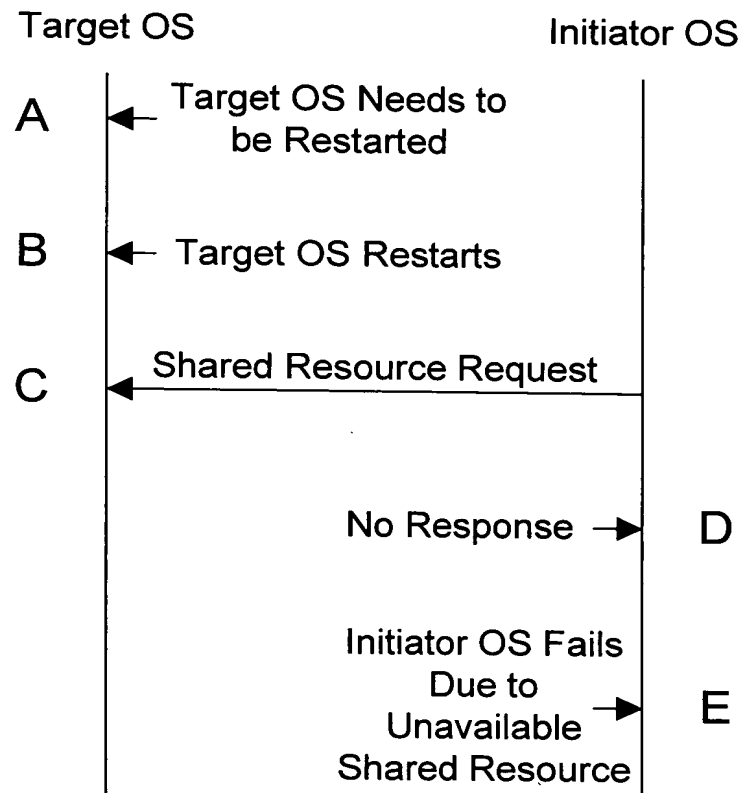 Target OS
Initiator OS
A
Target OS Needs to
be Restarted
B
Target OS Restarts
C
Shared Resource Request
No Response
D
Initiator OS Fails
Due to
Unavailable
Shared Resource
E